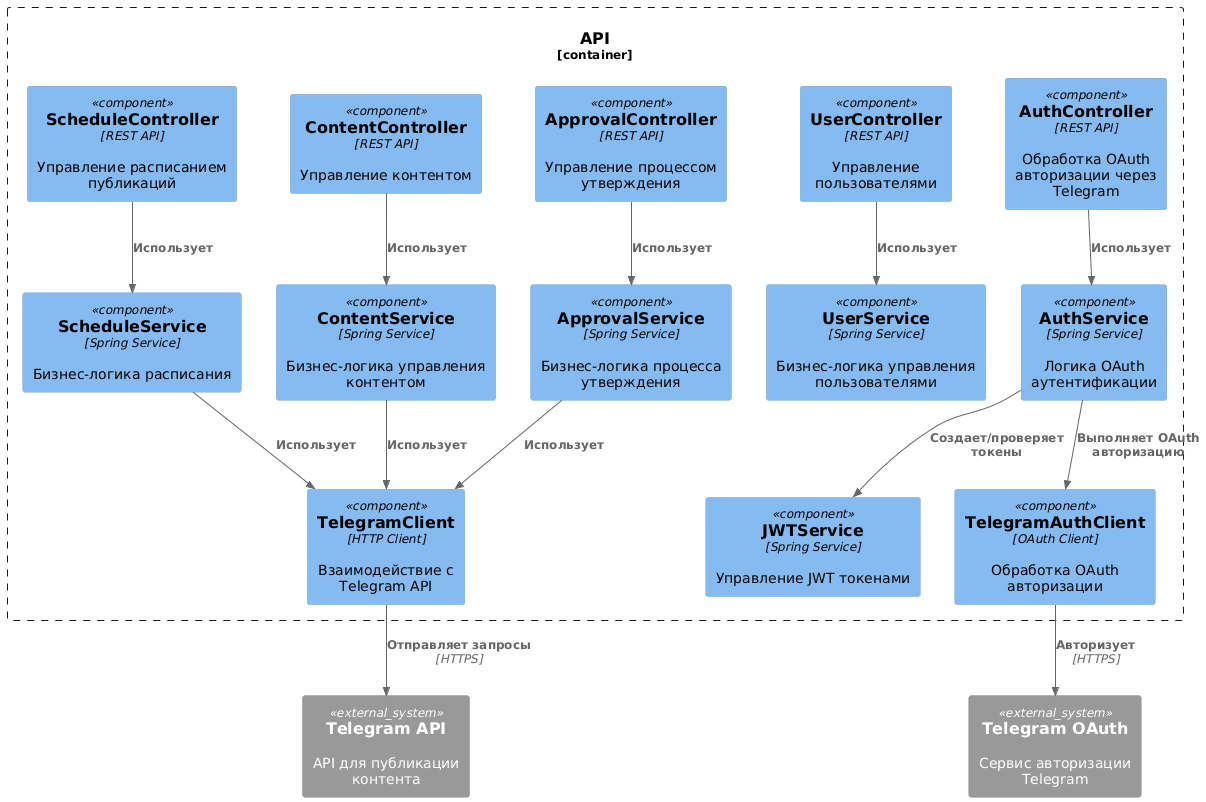 API
[container]
«component»
ScheduleController
[REST API]
Управление расписанием
публикаций
«component»
ContentController
[REST API]
Управление контентом
«component»
ApprovalController
[REST API]
Управление процессом
утверждения
«component»
UserController
[REST API]
Управление
пользователями
«component»
AuthController
[REST API]
Обработка OAuth
авторизации через
Telegram
Использует
Использует
Использует
Использует
Использует
«component»
ScheduleService
[Spring Service]
Бизнес-логика расписания
«component»
ContentService
[Spring Service]
Бизнес-логика управления
контентом
«component»
ApprovalService
[Spring Service]
Бизнес-логика процесса
утверждения
«component»
UserService
[Spring Service]
Бизнес-логика управления
пользователями
«component»
AuthService
[Spring Service]
Логика OAuth
аутентификации
Использует
Использует
Использует
Создает/проверяет
токены
Выполняет OAuth
авторизацию
«component»
TelegramClient
[HTTP Client]
Взаимодействие с
Telegram API
«component»
JWTService
[Spring Service]
Управление JWT токенами
«component»
TelegramAuthClient
[OAuth Client]
Обработка OAuth
авторизации
Отправляет запросы
[HTTPS]
Авторизует
[HTTPS]
«external_system»
Telegram API
API для публикации
контента
«external_system»
Telegram OAuth
Сервис авторизации
Telegram